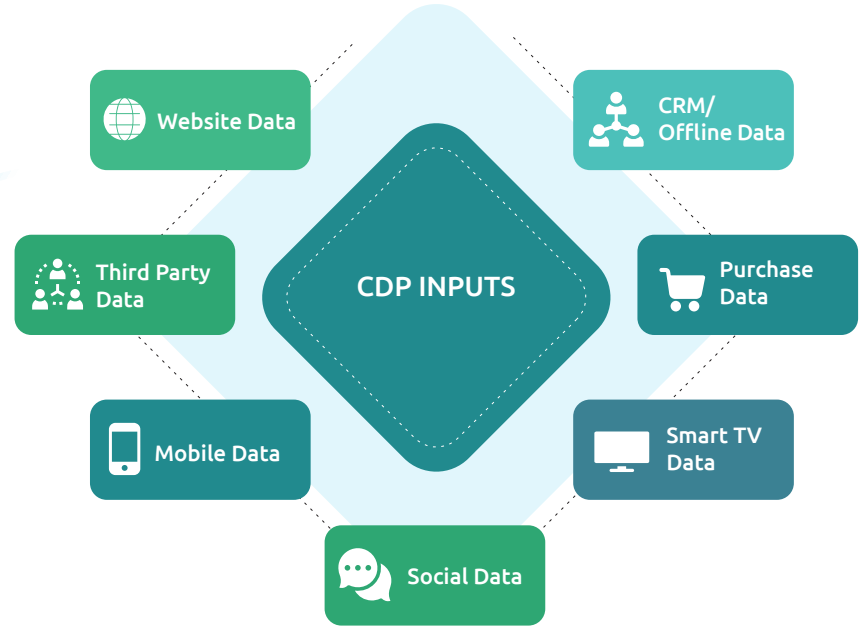 Website Data
CRM/
Offline Data
Third Party
Data
CDP INPUTS
Purchase
Data
Mobile Data
Smart TV
Data
Social Data